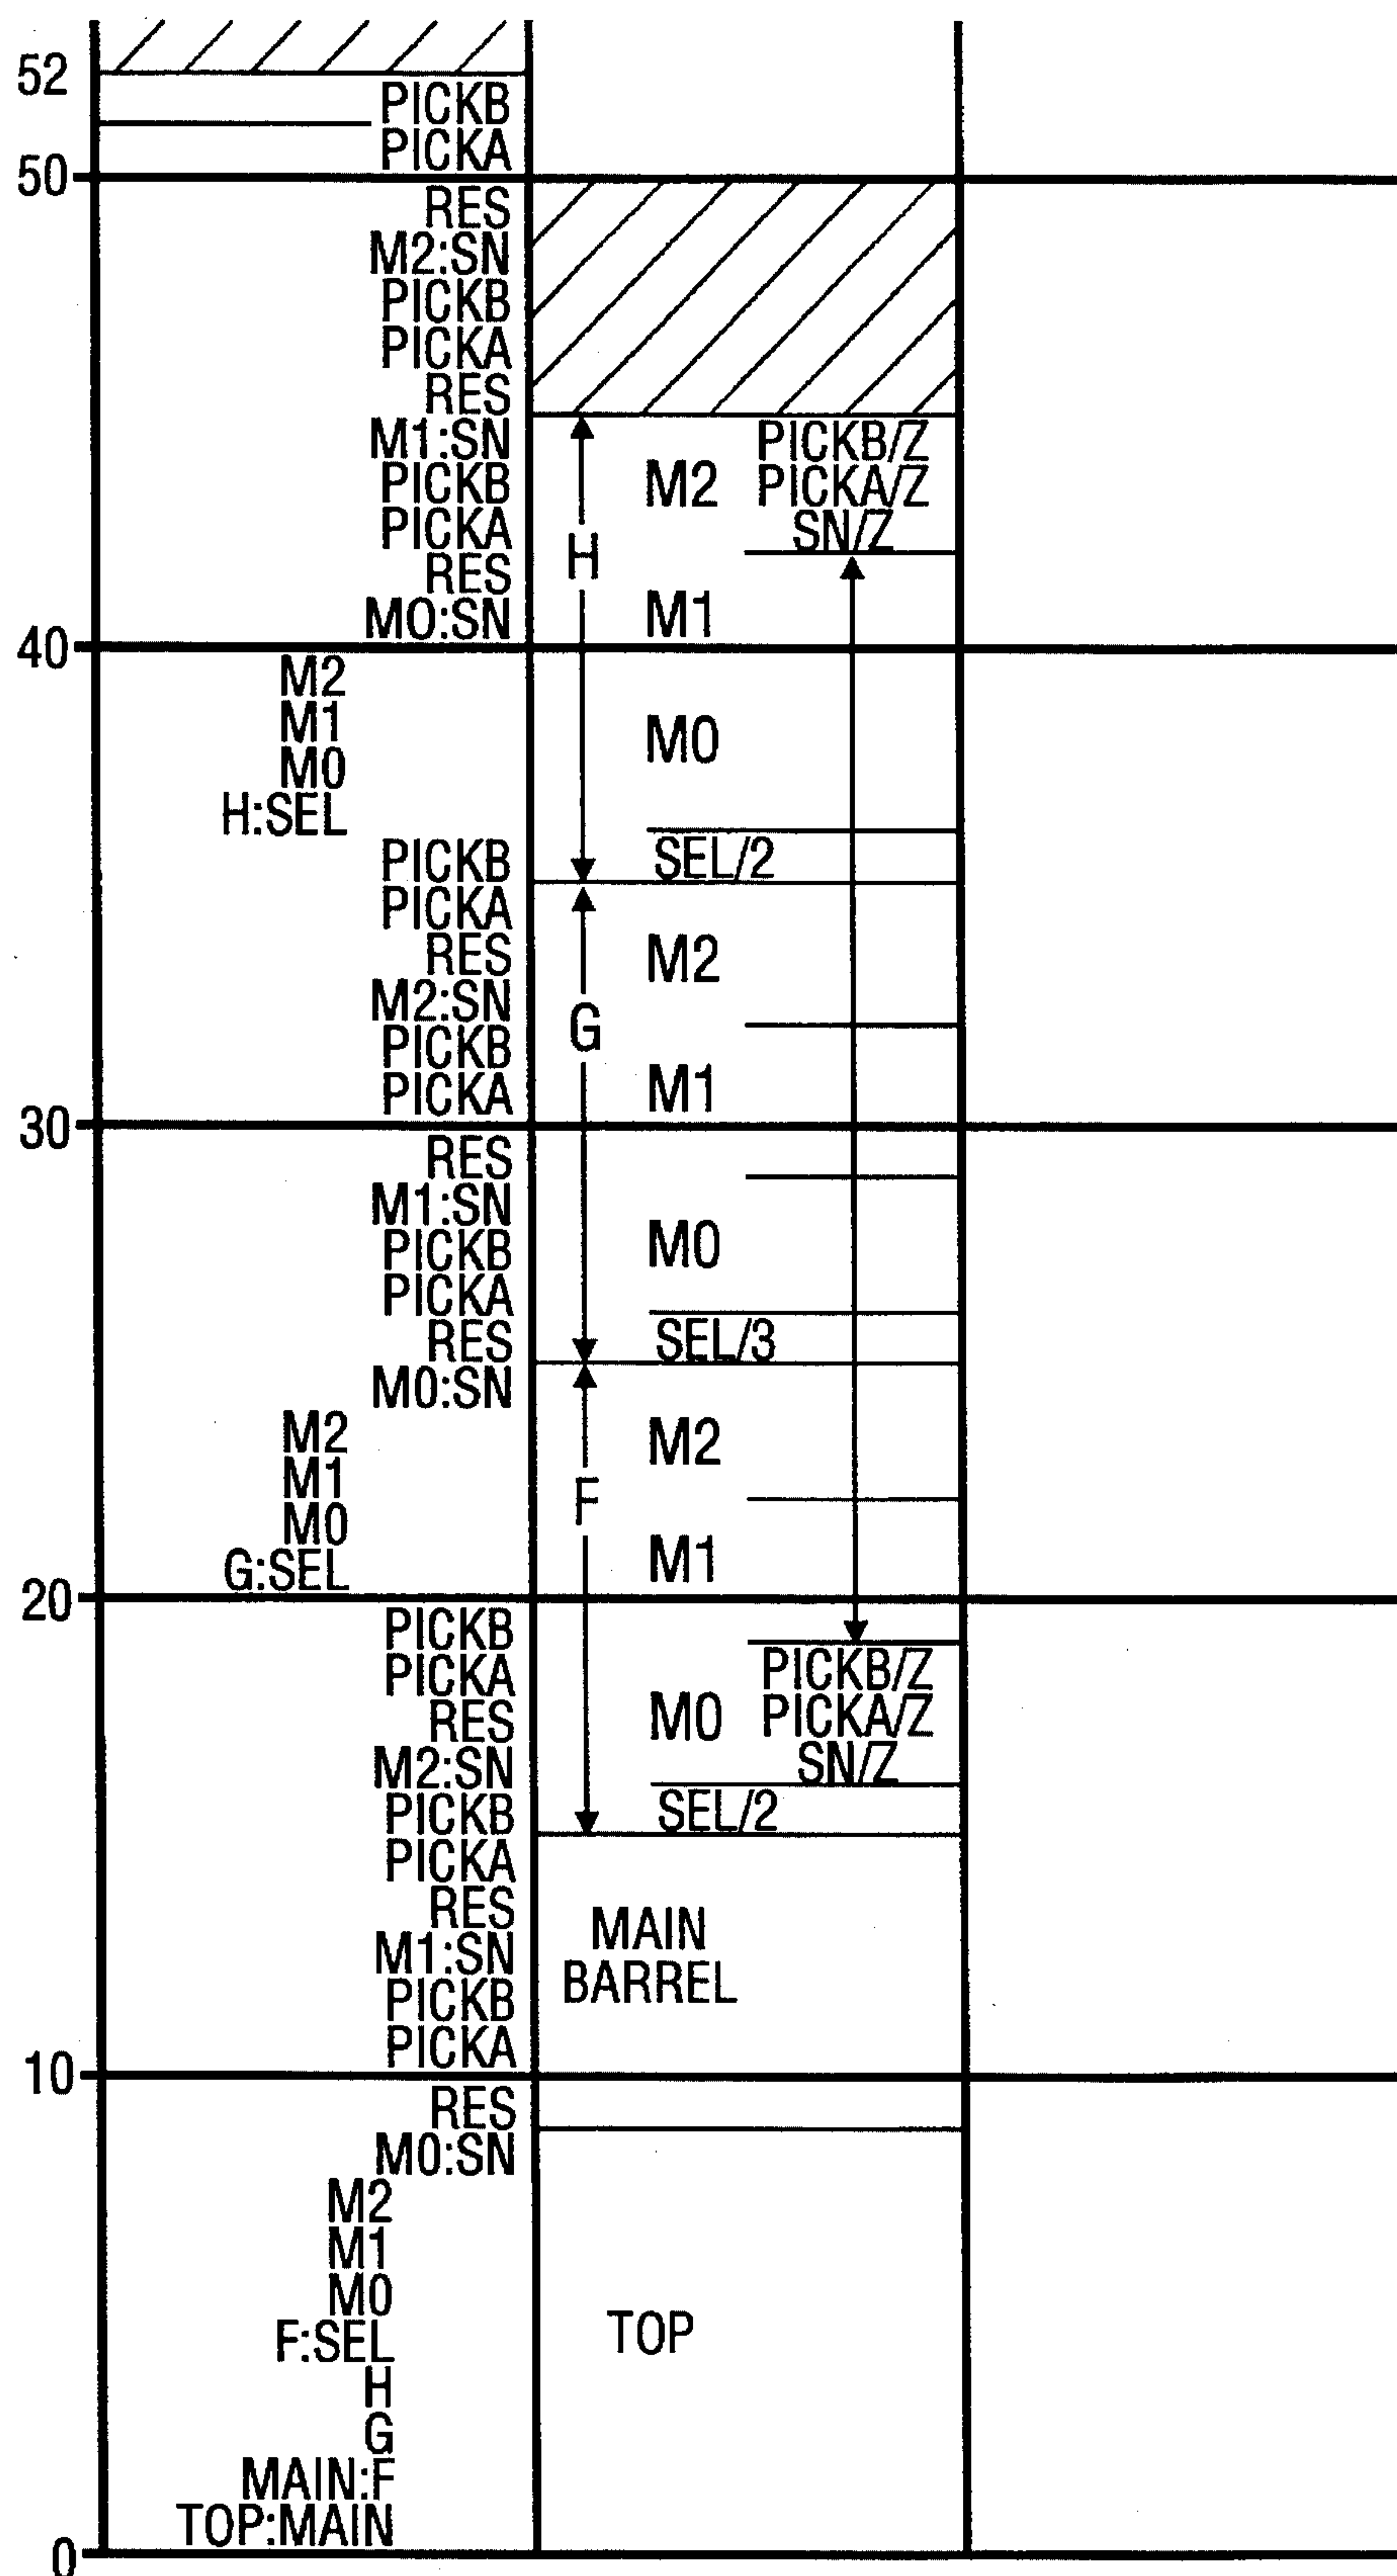 52
PICKB
PICKA
50
RES
M2:SN
PICKB
PICKA
RES
M1:SN
PICKB
PICKA
RES
MO:SN
40
M2
M1
M0
H:SEL
PICKB
PICKA
RES
M2:SN
PICKB
PICKA
30
RES
M1:SN
PICKB
PICKA
RES
M0:SN
M2
M1
M0
G:SEL
20
PICKB
PICKA
RES
M2:SN
PICKB
PICKA
RES
M1:SN
PICKB
PICKA
10
RES
M0:SN
M2
M1
M0
F:SEL
H
G
MAIN:F
TOP:MAIN
0
H
M2
PICKB/Z
PICKA/Z
SN/Z
M1
M0
SEL/2
G
M2
M1
M0
SEL/3
F
M2
M1
M0
PICKB/Z
PICKA/Z
SN/Z
SEL/2
MAIN
BARREL
TOP